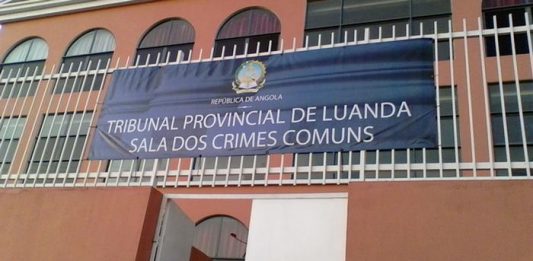 REPÚBLICA DE ANGOLA
TRIBUNAL PROVINCIAL DE LUANDA
SALA DOS CRIMES COMUNS